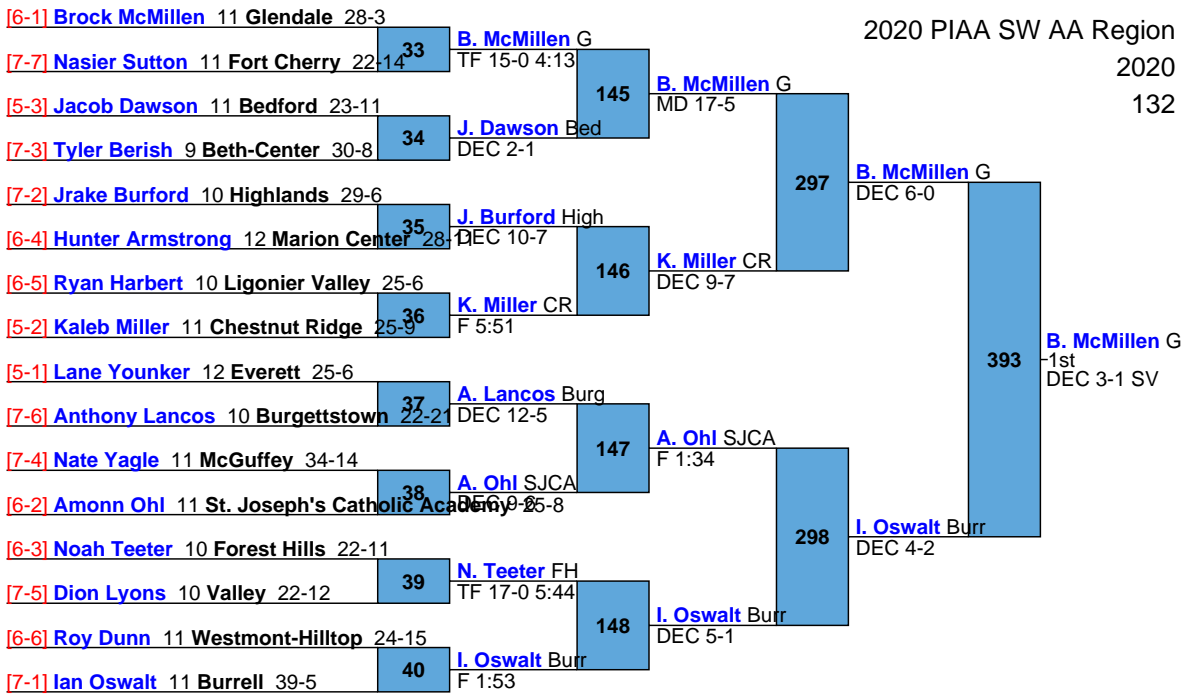 2020 PIAA SW AA Region
2020
132
[6-1] Brock McMillen 11 Glendale 28-3
[7-7] Nasier Sutton 11 Fort Cherry 22-14
[5-3] Jacob Dawson 11 Bedford 23-11
[7-3] Tyler Berish 9 Beth-Center 30-8
[7-2] Jrake Burford 10 Highlands 29-6
[6-4] Hunter Armstrong 12 Marion Center 28-11
[6-5] Ryan Harbert 10 Ligonier Valley 25-6
[5-2] Kaleb Miller 11 Chestnut Ridge 25-9
[5-1] Lane Younker 12 Everett 25-6
[7-6] Anthony Lancos 10 Burgettstown 22-21
[7-4] Nate Yagle 11 McGuffey 34-14
[6-2] Amonn Ohl 11 St. Joseph's Catholic Academy 25-8
[6-3] Noah Teeter 10 Forest Hills 22-11
[7-5] Dion Lyons 10 Valley 22-12
[6-6] Roy Dunn 11 Westmont-Hilltop 24-15
[7-1] Ian Oswalt 11 Burrell 39-5
33
B. McMillen G
TF 15-0 4:13
34
J. Dawson Bed
DEC 2-1
35
J. Burford High
DEC 10-7
36
K. Miller CR
F 5:51
37
A. Lancos Burg
DEC 12-5
38
A. Ohl SJCA
DEC 9-6
39
N. Teeter FH
TF 17-0 5:44
40
I. Oswalt Burr
F 1:53
145
B. McMillen G
MD 17-5
146
K. Miller CR
DEC 9-7
147
A. Ohl SJCA
F 1:34
148
I. Oswalt Burr
DEC 5-1
297
B. McMillen G
DEC 6-0
298
I. Oswalt Burr
DEC 4-2
393
B. McMillen G
1st
DEC 3-1 SV